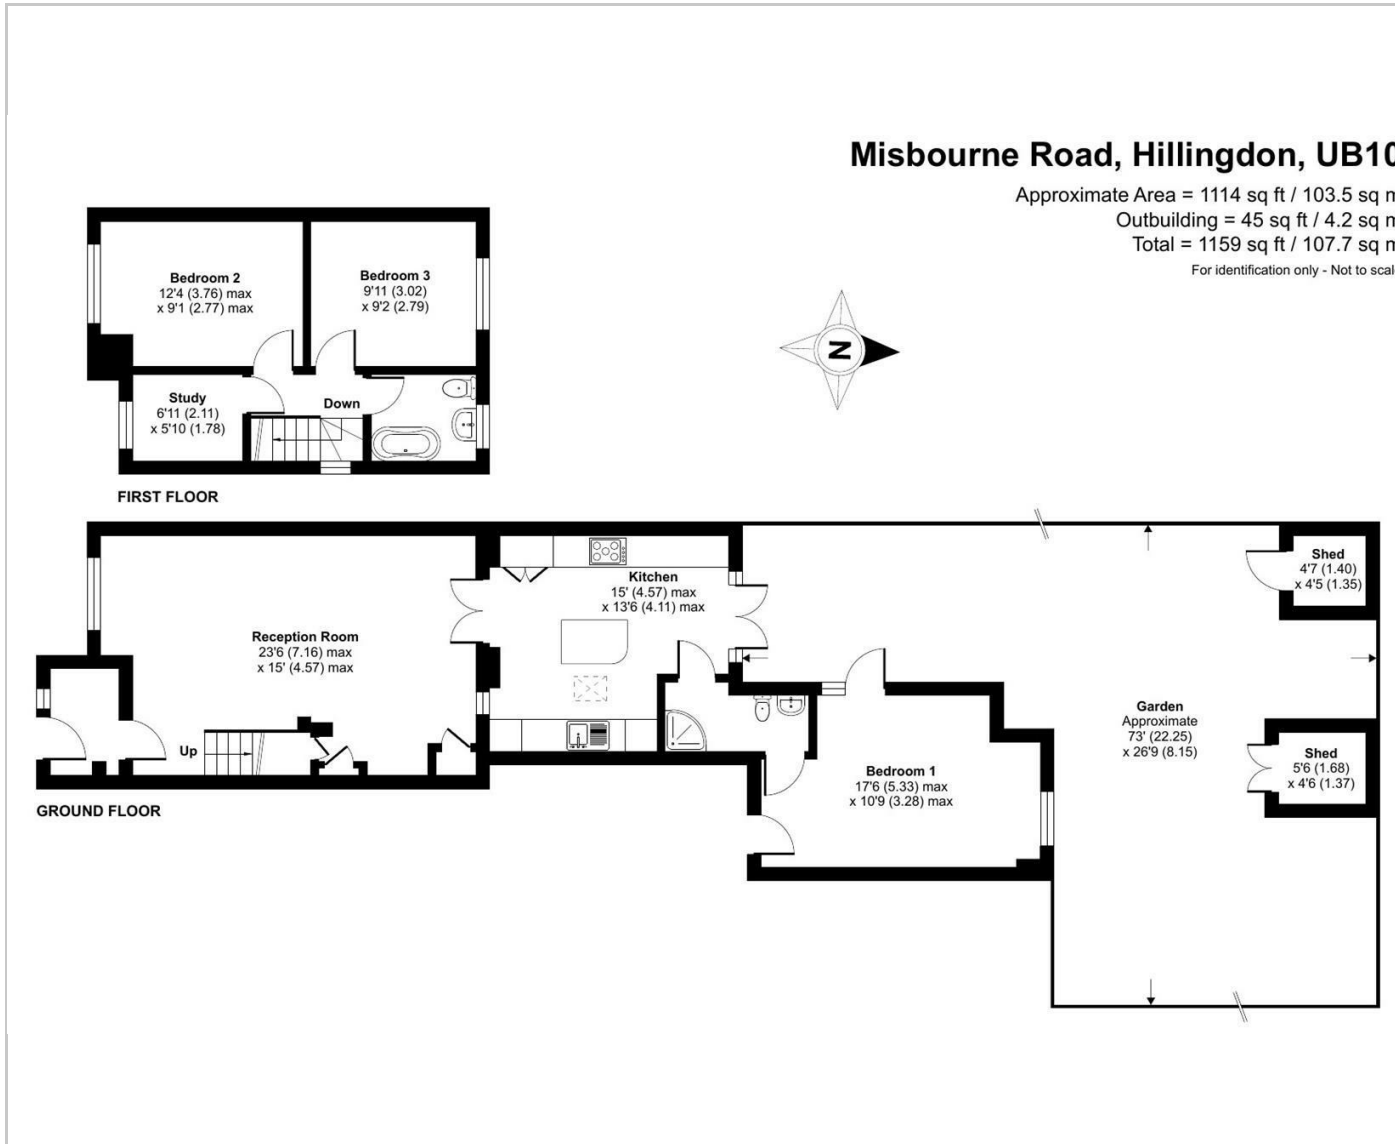 Misbourne Road, Hillingdon, UB10
Approximate Area = 1114 sq ft / 103.5 sq m
Outbuilding = 45 sq ft / 4.2 sq m
Total = 1159 sq ft / 107.7 sq m
For identification only - Not to scale
N
Bedroom 2
12'4 (3.76) max
x 9'1 (2.77) max
Bedroom 3
9'11 (3.02)
x 9'2 (2.79)
Study
6'11 (2.11)
x 5'10 (1.78)
Down
FIRST FLOOR
Reception Room
23'6 (7.16) max
x 15' (4.57) max
Kitchen
15' (4.57) max
x 13'6 (4.11) max
Shed
4'7 (1.40)
x 4'5 (1.35)
Up
Garden
Approximate
73' (22.25)
x 26'9 (8.15)
Bedroom 1
17'6 (5.33) max
x 10'9 (3.28) max
Shed
5'6 (1.68)
x 4'6 (1.37)
GROUND FLOOR